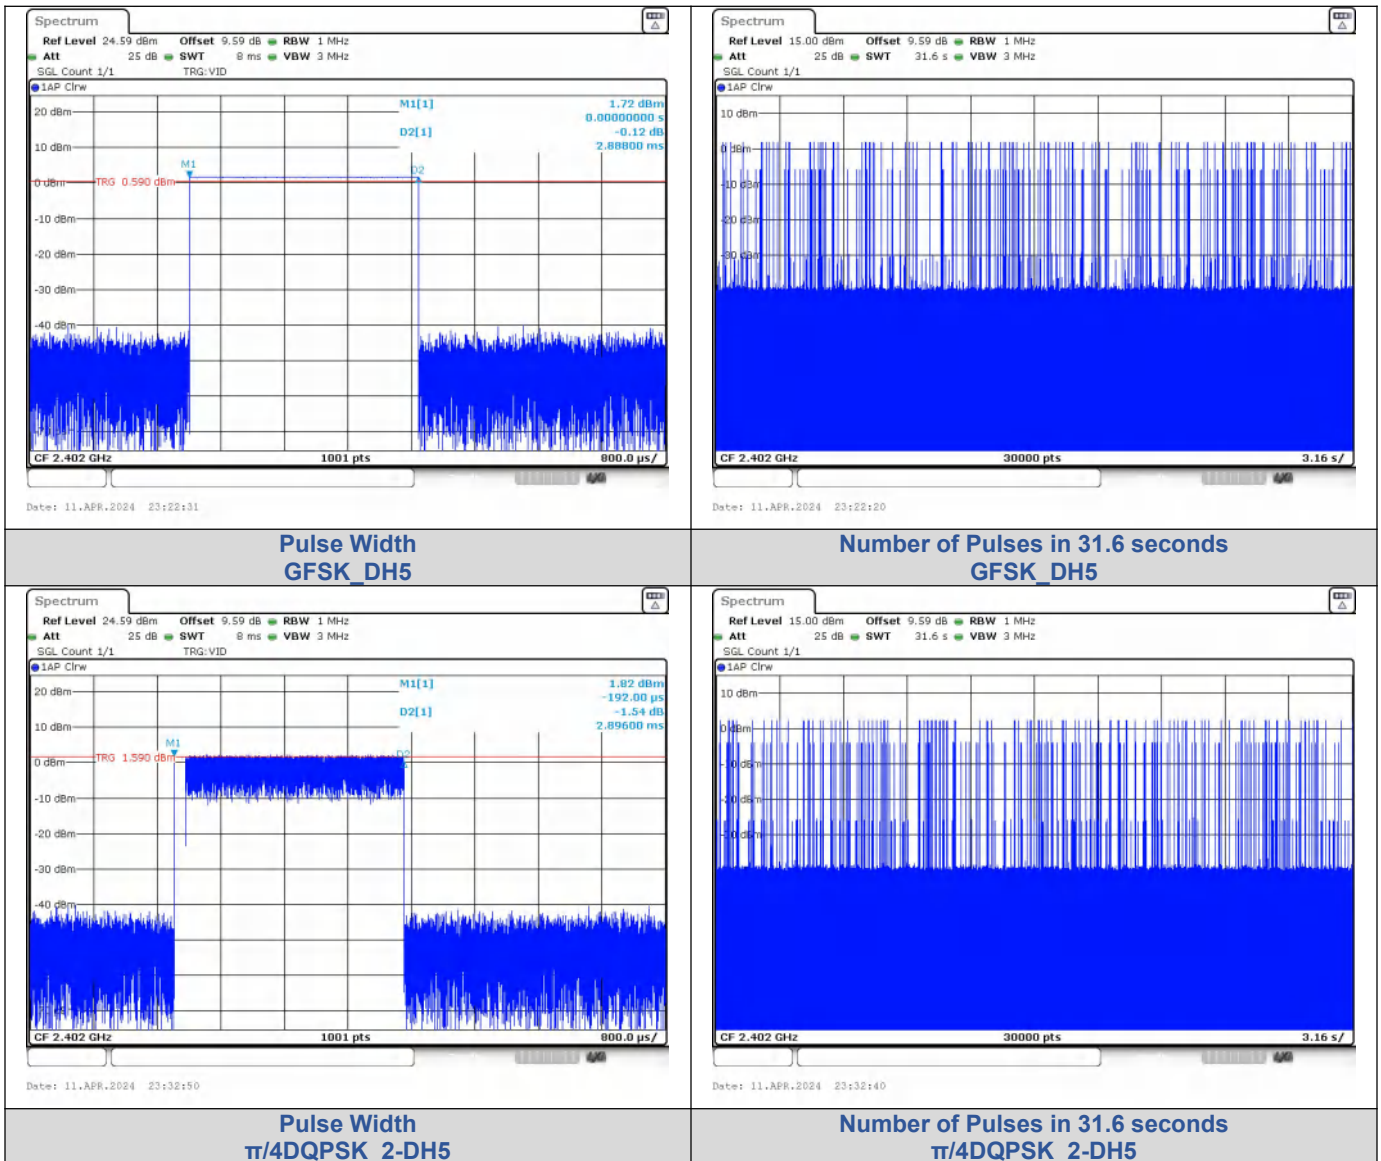 Spectrum
Ref Level 24.59 dBm Offset 9.59 dB RBW 1 MHz
Att 25 dB SWT 8 ms VBW 3 MHz
SGL Count 1/1 TRG:VID
1AP Clrw
M1[1] 1.72 dBm
0.00000000 s
D2[1] -0.12 dB
2.88800 ms
20 dBm
10 dBm
M1
D2
0 dBm
TRG 0.590 dBm
-10 dBm
-20 dBm
-30 dBm
-40 dBm
CF 2.402 GHz 1001 pts 800.0 µs/
Date: 11.APR.2024 23:22:31
Spectrum
Ref Level 15.00 dBm Offset 9.59 dB RBW 1 MHz
Att 25 dB SWT 31.6 s VBW 3 MHz
SGL Count 1/1
1AP Clrw
10 dBm
0 dBm
-10 dBm
-20 dBm
-30 dBm
CF 2.402 GHz 30000 pts 3.16 s/
Date: 11.APR.2024 23:22:20
Pulse Width
GFSK_DH5
Number of Pulses in 31.6 seconds
GFSK_DH5
Spectrum
Ref Level 24.59 dBm Offset 9.59 dB RBW 1 MHz
Att 25 dB SWT 8 ms VBW 3 MHz
SGL Count 1/1 TRG:VID
1AP Clrw
M1[1] 1.82 dBm
-192.00 µs
D2[1] -1.54 dB
2.89600 ms
20 dBm
10 dBm
M1
D2
TRG 1.590 dBm
0 dBm
-10 dBm
-20 dBm
-30 dBm
-40 dBm
CF 2.402 GHz 1001 pts 800.0 µs/
Date: 11.APR.2024 23:32:50
Spectrum
Ref Level 15.00 dBm Offset 9.59 dB RBW 1 MHz
Att 25 dB SWT 31.6 s VBW 3 MHz
SGL Count 1/1
1AP Clrw
10 dBm
0 dBm
CF 2.402 GHz 30000 pts 3.16 s/
Date: 11.APR.2024 23:32:40
Pulse Width
π/4DQPSK_2-DH5
Number of Pulses in 31.6 seconds
π/4DQPSK_2-DH5